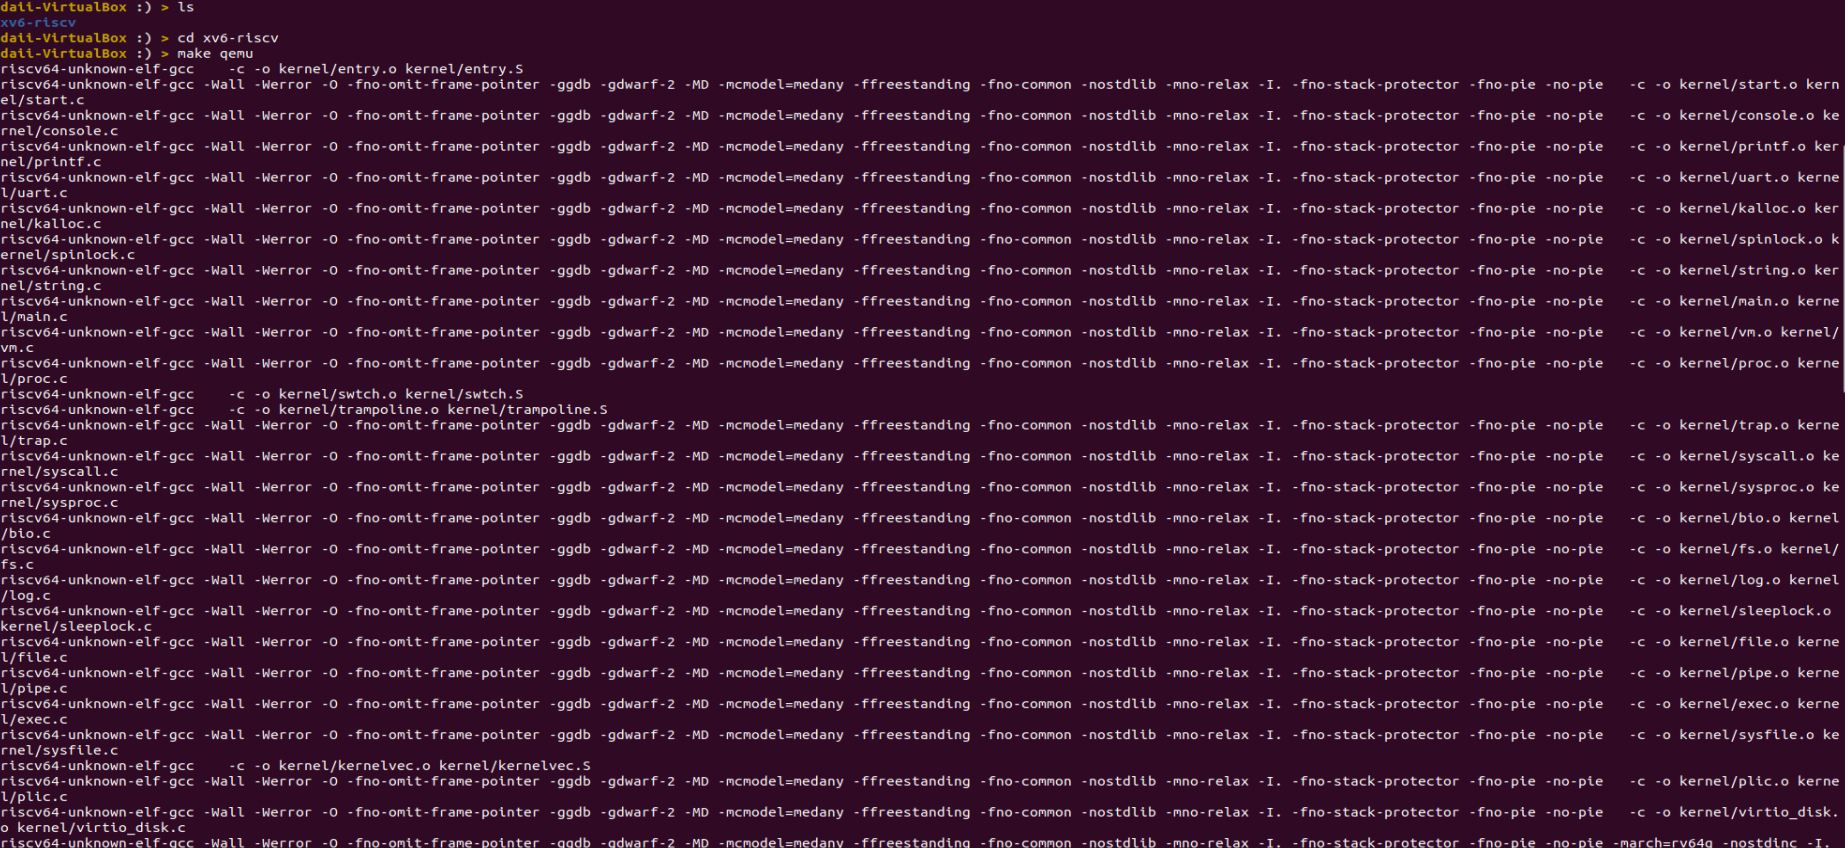 daii-VirtualBox :) > ls
xv6-riscv
daii-VirtualBox :) > cd xv6-riscv
daii-VirtualBox :) > make qemu
riscv64-unknown-elf-gcc    -c -o kernel/entry.o kernel/entry.S
riscv64-unknown-elf-gcc -Wall -Werror -O -fno-omit-frame-pointer -ggdb -gdwarf-2 -MD -mcmodel=medany -ffreestanding -fno-common -nostdlib -mno-relax -I. -fno-stack-protector -fno-pie -no-pie   -c -o kernel/start.o kern
el/start.c
riscv64-unknown-elf-gcc -Wall -Werror -O -fno-omit-frame-pointer -ggdb -gdwarf-2 -MD -mcmodel=medany -ffreestanding -fno-common -nostdlib -mno-relax -I. -fno-stack-protector -fno-pie -no-pie   -c -o kernel/console.o ke
rnel/console.c
riscv64-unknown-elf-gcc -Wall -Werror -O -fno-omit-frame-pointer -ggdb -gdwarf-2 -MD -mcmodel=medany -ffreestanding -fno-common -nostdlib -mno-relax -I. -fno-stack-protector -fno-pie -no-pie   -c -o kernel/printf.o ker
nel/printf.c
riscv64-unknown-elf-gcc -Wall -Werror -O -fno-omit-frame-pointer -ggdb -gdwarf-2 -MD -mcmodel=medany -ffreestanding -fno-common -nostdlib -mno-relax -I. -fno-stack-protector -fno-pie -no-pie   -c -o kernel/uart.o kerne
l/uart.c
riscv64-unknown-elf-gcc -Wall -Werror -O -fno-omit-frame-pointer -ggdb -gdwarf-2 -MD -mcmodel=medany -ffreestanding -fno-common -nostdlib -mno-relax -I. -fno-stack-protector -fno-pie -no-pie   -c -o kernel/kalloc.o ker
nel/kalloc.c
riscv64-unknown-elf-gcc -Wall -Werror -O -fno-omit-frame-pointer -ggdb -gdwarf-2 -MD -mcmodel=medany -ffreestanding -fno-common -nostdlib -mno-relax -I. -fno-stack-protector -fno-pie -no-pie   -c -o kernel/spinlock.o k
ernel/spinlock.c
riscv64-unknown-elf-gcc -Wall -Werror -O -fno-omit-frame-pointer -ggdb -gdwarf-2 -MD -mcmodel=medany -ffreestanding -fno-common -nostdlib -mno-relax -I. -fno-stack-protector -fno-pie -no-pie   -c -o kernel/string.o ker
nel/string.c
riscv64-unknown-elf-gcc -Wall -Werror -O -fno-omit-frame-pointer -ggdb -gdwarf-2 -MD -mcmodel=medany -ffreestanding -fno-common -nostdlib -mno-relax -I. -fno-stack-protector -fno-pie -no-pie   -c -o kernel/main.o kerne
l/main.c
riscv64-unknown-elf-gcc -Wall -Werror -O -fno-omit-frame-pointer -ggdb -gdwarf-2 -MD -mcmodel=medany -ffreestanding -fno-common -nostdlib -mno-relax -I. -fno-stack-protector -fno-pie -no-pie   -c -o kernel/vm.o kernel/
vm.c
riscv64-unknown-elf-gcc -Wall -Werror -O -fno-omit-frame-pointer -ggdb -gdwarf-2 -MD -mcmodel=medany -ffreestanding -fno-common -nostdlib -mno-relax -I. -fno-stack-protector -fno-pie -no-pie   -c -o kernel/proc.o kerne
l/proc.c
riscv64-unknown-elf-gcc    -c -o kernel/swtch.o kernel/swtch.S
riscv64-unknown-elf-gcc    -c -o kernel/trampoline.o kernel/trampoline.S
riscv64-unknown-elf-gcc -Wall -Werror -O -fno-omit-frame-pointer -ggdb -gdwarf-2 -MD -mcmodel=medany -ffreestanding -fno-common -nostdlib -mno-relax -I. -fno-stack-protector -fno-pie -no-pie   -c -o kernel/trap.o kerne
l/trap.c
riscv64-unknown-elf-gcc -Wall -Werror -O -fno-omit-frame-pointer -ggdb -gdwarf-2 -MD -mcmodel=medany -ffreestanding -fno-common -nostdlib -mno-relax -I. -fno-stack-protector -fno-pie -no-pie   -c -o kernel/syscall.o ke
rnel/syscall.c
riscv64-unknown-elf-gcc -Wall -Werror -O -fno-omit-frame-pointer -ggdb -gdwarf-2 -MD -mcmodel=medany -ffreestanding -fno-common -nostdlib -mno-relax -I. -fno-stack-protector -fno-pie -no-pie   -c -o kernel/sysproc.o ke
rnel/sysproc.c
riscv64-unknown-elf-gcc -Wall -Werror -O -fno-omit-frame-pointer -ggdb -gdwarf-2 -MD -mcmodel=medany -ffreestanding -fno-common -nostdlib -mno-relax -I. -fno-stack-protector -fno-pie -no-pie   -c -o kernel/bio.o kernel
/bio.c
riscv64-unknown-elf-gcc -Wall -Werror -O -fno-omit-frame-pointer -ggdb -gdwarf-2 -MD -mcmodel=medany -ffreestanding -fno-common -nostdlib -mno-relax -I. -fno-stack-protector -fno-pie -no-pie   -c -o kernel/fs.o kernel/
fs.c
riscv64-unknown-elf-gcc -Wall -Werror -O -fno-omit-frame-pointer -ggdb -gdwarf-2 -MD -mcmodel=medany -ffreestanding -fno-common -nostdlib -mno-relax -I. -fno-stack-protector -fno-pie -no-pie   -c -o kernel/log.o kernel
/log.c
riscv64-unknown-elf-gcc -Wall -Werror -O -fno-omit-frame-pointer -ggdb -gdwarf-2 -MD -mcmodel=medany -ffreestanding -fno-common -nostdlib -mno-relax -I. -fno-stack-protector -fno-pie -no-pie   -c -o kernel/sleeplock.o
kernel/sleeplock.c
riscv64-unknown-elf-gcc -Wall -Werror -O -fno-omit-frame-pointer -ggdb -gdwarf-2 -MD -mcmodel=medany -ffreestanding -fno-common -nostdlib -mno-relax -I. -fno-stack-protector -fno-pie -no-pie   -c -o kernel/file.o kerne
l/file.c
riscv64-unknown-elf-gcc -Wall -Werror -O -fno-omit-frame-pointer -ggdb -gdwarf-2 -MD -mcmodel=medany -ffreestanding -fno-common -nostdlib -mno-relax -I. -fno-stack-protector -fno-pie -no-pie   -c -o kernel/pipe.o kerne
l/pipe.c
riscv64-unknown-elf-gcc -Wall -Werror -O -fno-omit-frame-pointer -ggdb -gdwarf-2 -MD -mcmodel=medany -ffreestanding -fno-common -nostdlib -mno-relax -I. -fno-stack-protector -fno-pie -no-pie   -c -o kernel/exec.o kerne
l/exec.c
riscv64-unknown-elf-gcc -Wall -Werror -O -fno-omit-frame-pointer -ggdb -gdwarf-2 -MD -mcmodel=medany -ffreestanding -fno-common -nostdlib -mno-relax -I. -fno-stack-protector -fno-pie -no-pie   -c -o kernel/sysfile.o ke
rnel/sysfile.c
riscv64-unknown-elf-gcc    -c -o kernel/kernelvec.o kernel/kernelvec.S
riscv64-unknown-elf-gcc -Wall -Werror -O -fno-omit-frame-pointer -ggdb -gdwarf-2 -MD -mcmodel=medany -ffreestanding -fno-common -nostdlib -mno-relax -I. -fno-stack-protector -fno-pie -no-pie   -c -o kernel/plic.o kerne
l/plic.c
riscv64-unknown-elf-gcc -Wall -Werror -O -fno-omit-frame-pointer -ggdb -gdwarf-2 -MD -mcmodel=medany -ffreestanding -fno-common -nostdlib -mno-relax -I. -fno-stack-protector -fno-pie -no-pie   -c -o kernel/virtio_disk.
o kernel/virtio_disk.c
riscv64-unknown-elf-gcc -Wall -Werror -O -fno-omit-frame-pointer -ggdb -gdwarf-2 -MD -mcmodel=medany -ffreestanding -fno-common -nostdlib -mno-relax -I. -fno-stack-protector -fno-pie -no-pie -march=rv64g -nostdinc -I.